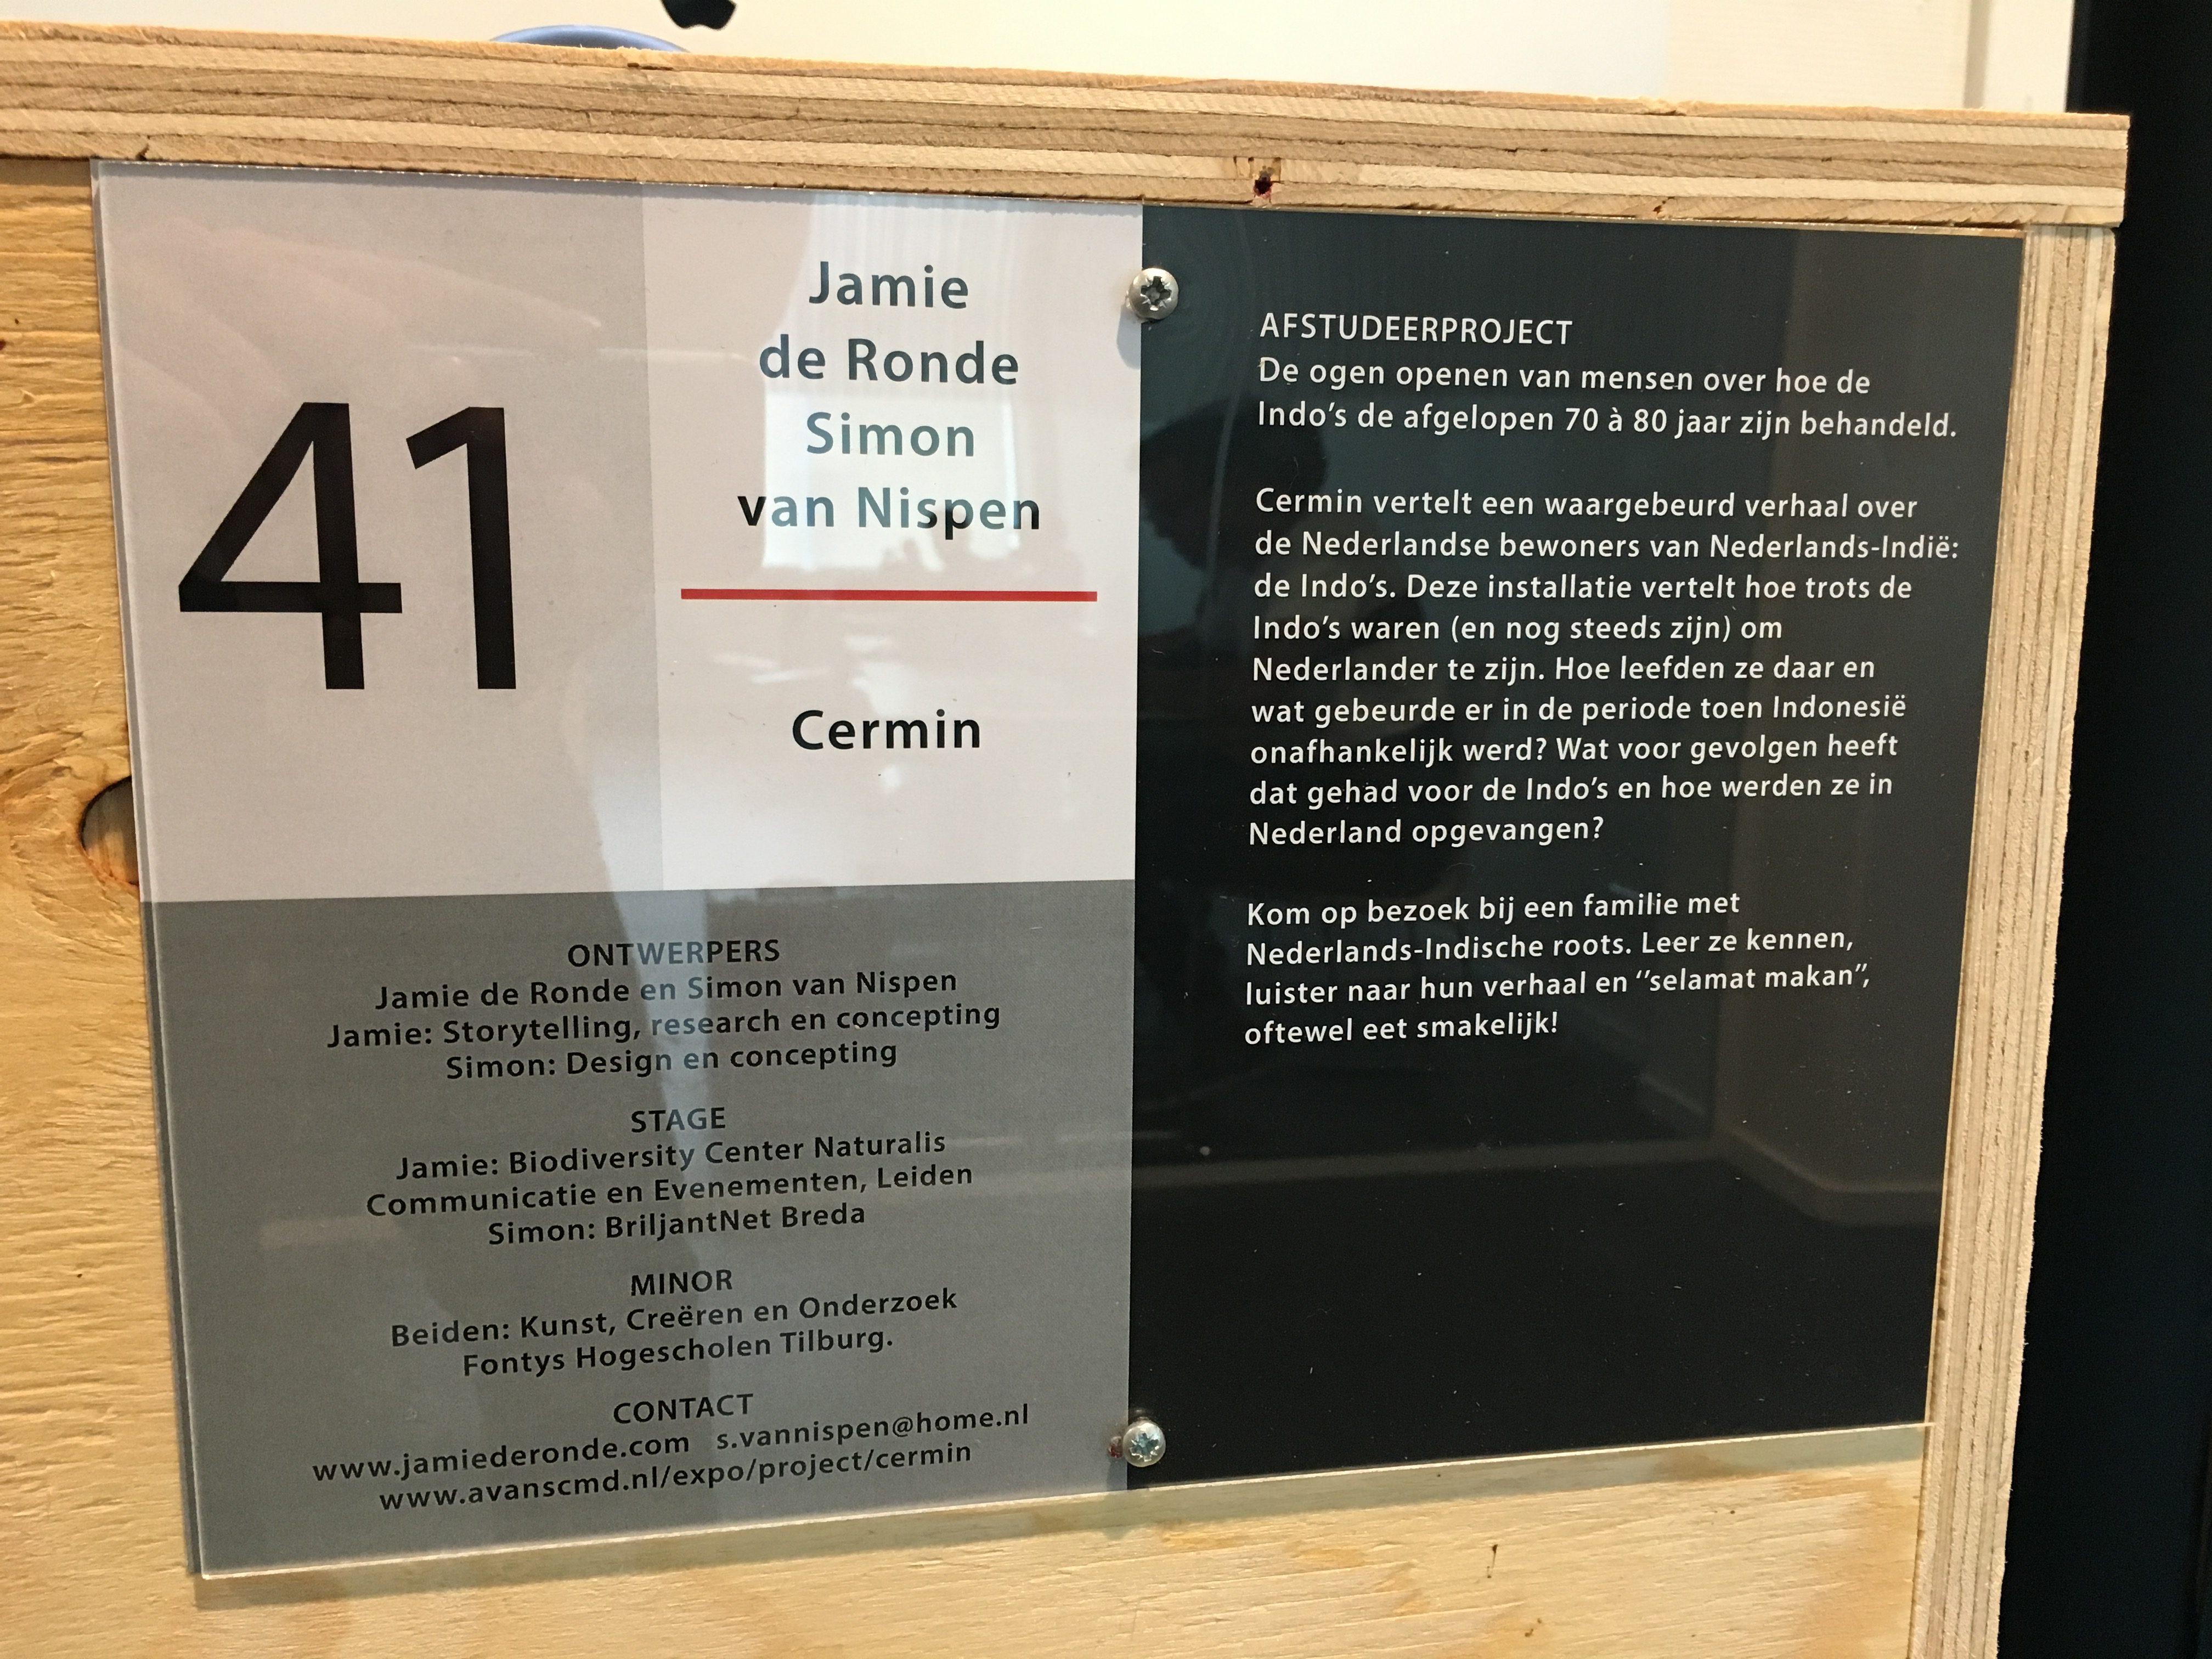 41
Jamie
de Ronde
Simon
van Nispen
Cermin
ONTWERPERS
Jamie de Ronde en Simon van Nispen
Jamie: Storytelling, research en concepting
Simon: Design en concepting
STAGE
Jamie: Biodiversity Center Naturalis
Communicatie en Evenementen, Leiden
Simon: BriljantNet Breda
MINOR
Beiden: Kunst, Creëren en Onderzoek
Fontys Hogescholen Tilburg.
CONTACT
www.jamiederonde.com s.vannispen@home.nl
www.avanscmd.nl/expo/project/cermin
AFSTUDEERPROJECT
De ogen openen van mensen over hoe de
Indo's de afgelopen 70 à 80 jaar zijn behandeld.
Cermin vertelt een waargebeurd verhaal over
de Nederlandse bewoners van Nederlands-Indië:
de Indo's. Deze installatie vertelt hoe trots de
Indo's waren (en nog steeds zijn) om
Nederlander te zijn. Hoe leefden ze daar en
wat gebeurde er in de periode toen Indonesië
onafhankelijk werd? Wat voor gevolgen heeft
dat gehad voor de Indo's en hoe werden ze in
Nederland opgevangen?
Kom op bezoek bij een familie met
Nederlands-Indische roots. Leer ze kennen,
luister naar hun verhaal en ‘’selamat makan’’,
oftewel eet smakelijk!